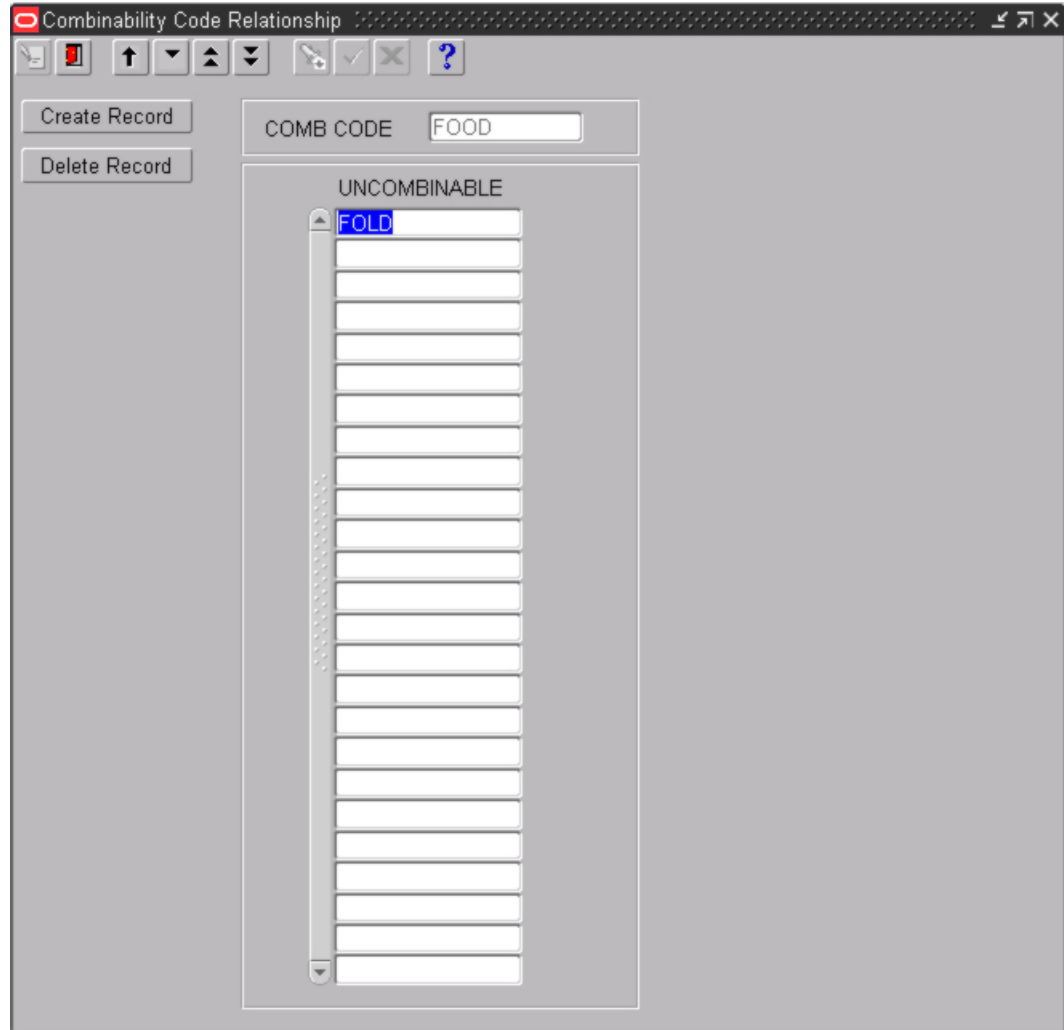 Combinability Code Relationship
?
Create Record
Delete Record
COMB CODE FOOD
UNCOMBINABLE
FOLD